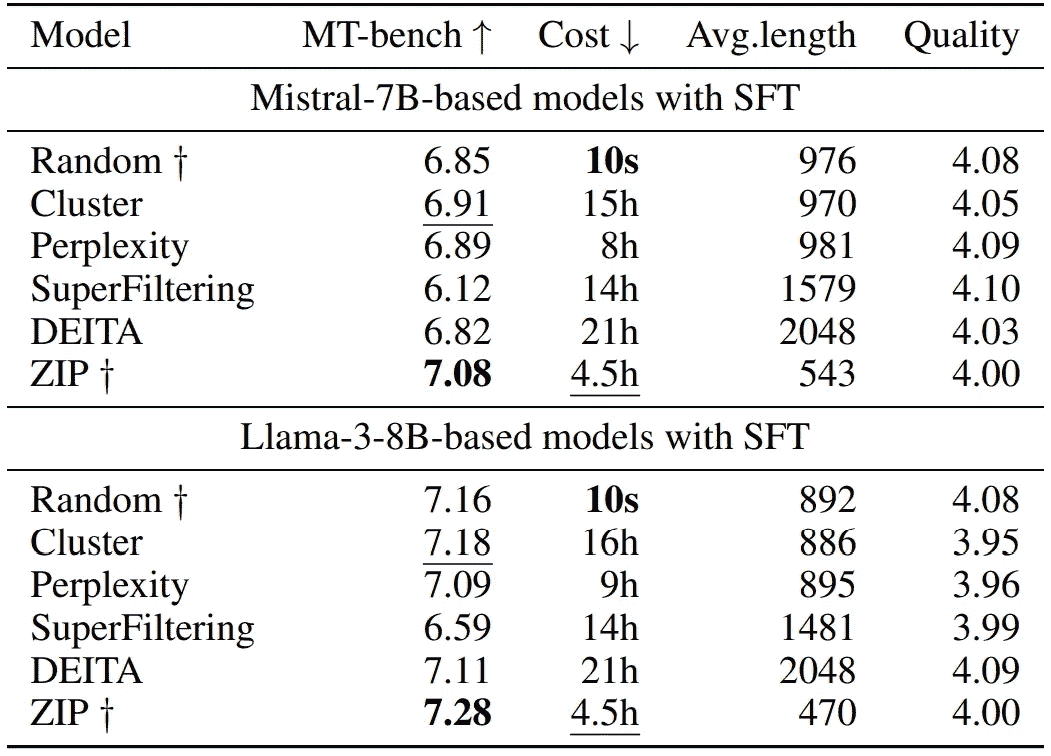 Model MT-bench ↑ Cost ↓ Avg.length Quality
Mistral-7B-based models with SFT
Random † 6.85 10s 976 4.08
Cluster 6.91 15h 970 4.05
Perplexity 6.89 8h 981 4.09
SuperFiltering 6.12 14h 1579 4.10
DEITA 6.82 21h 2048 4.03
ZIP † 7.08 4.5h 543 4.00
Llama-3-8B-based models with SFT
Random † 7.16 10s 892 4.08
Cluster 7.18 16h 886 3.95
Perplexity 7.09 9h 895 3.96
SuperFiltering 6.59 14h 1481 3.99
DEITA 7.11 21h 2048 4.09
ZIP † 7.28 4.5h 470 4.00